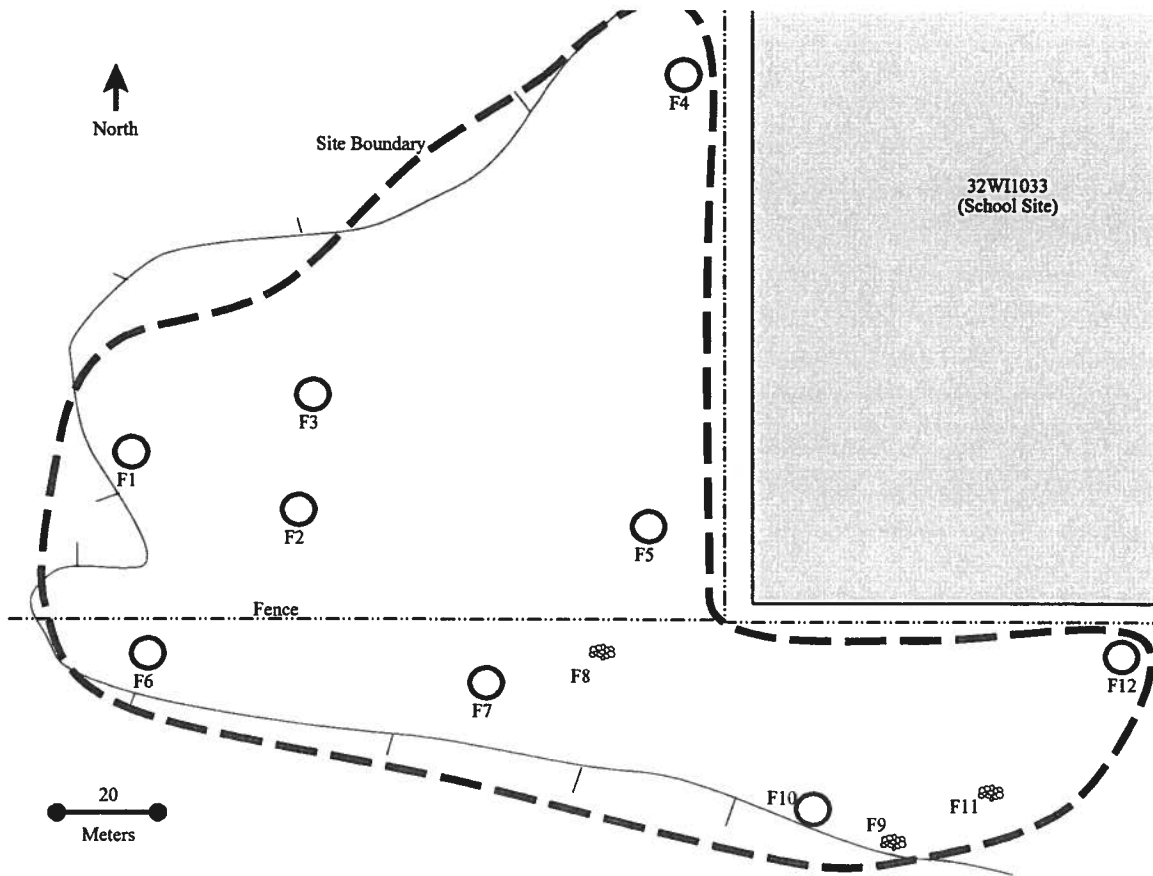 F4
North
Site Boundary
32WI1033
(School Site)
F3
F1
F2
F5
Fence
F6
F8
F7
F12
20
Meters
F10
F11
F9